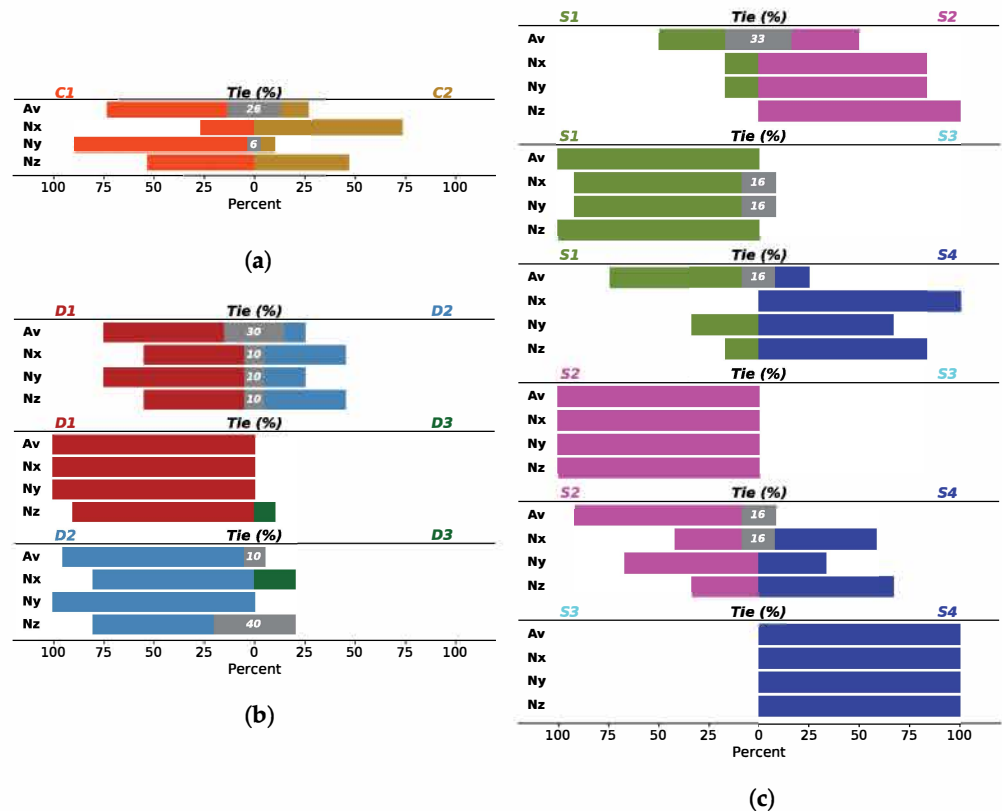 C1 Tie (%) C2
Av 26
Nx
Ny 6
Nz
100 75 50 25 0 25 50 75 100
Percent
(a)
D1 Tie (%) D2
Av 30
Nx 10
Ny 10
Nz 10
D1 Tie (%) D3
Av
Nx
Ny
Nz
D2 Tie (%) D3
Av 10
Nx
Ny
Nz 40
100 75 50 25 0 25 50 75 100
Percent
(b)
S1 Tie (%) S2
Av 33
Nx
Ny
Nz
S1 Tie (%) S3
Av
Nx 16
Ny 16
Nz
S1 Tie (%) S4
Av 16
Nx
Ny
Nz
S2 Tie (%) S3
Av
Nx
Ny
Nz
S2 Tie (%) S4
Av 16
Nx 16
Ny
Nz
S3 Tie (%) S4
Av
Nx
Ny
Nz
100 75 50 25 0 25 50 75 100
Percent
(c)